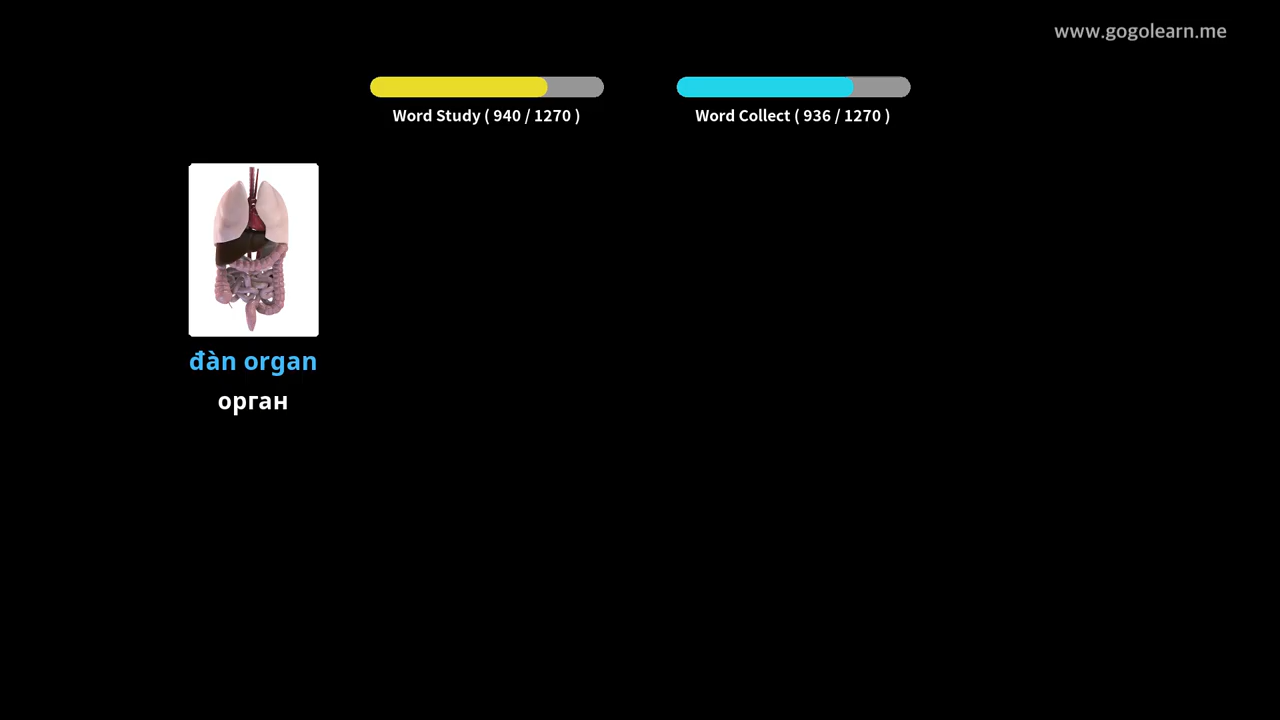 www.gogolearn.me
Word Study ( 940 / 1270 )
Word Collect ( 936 / 1270 )
đàn organ
орган